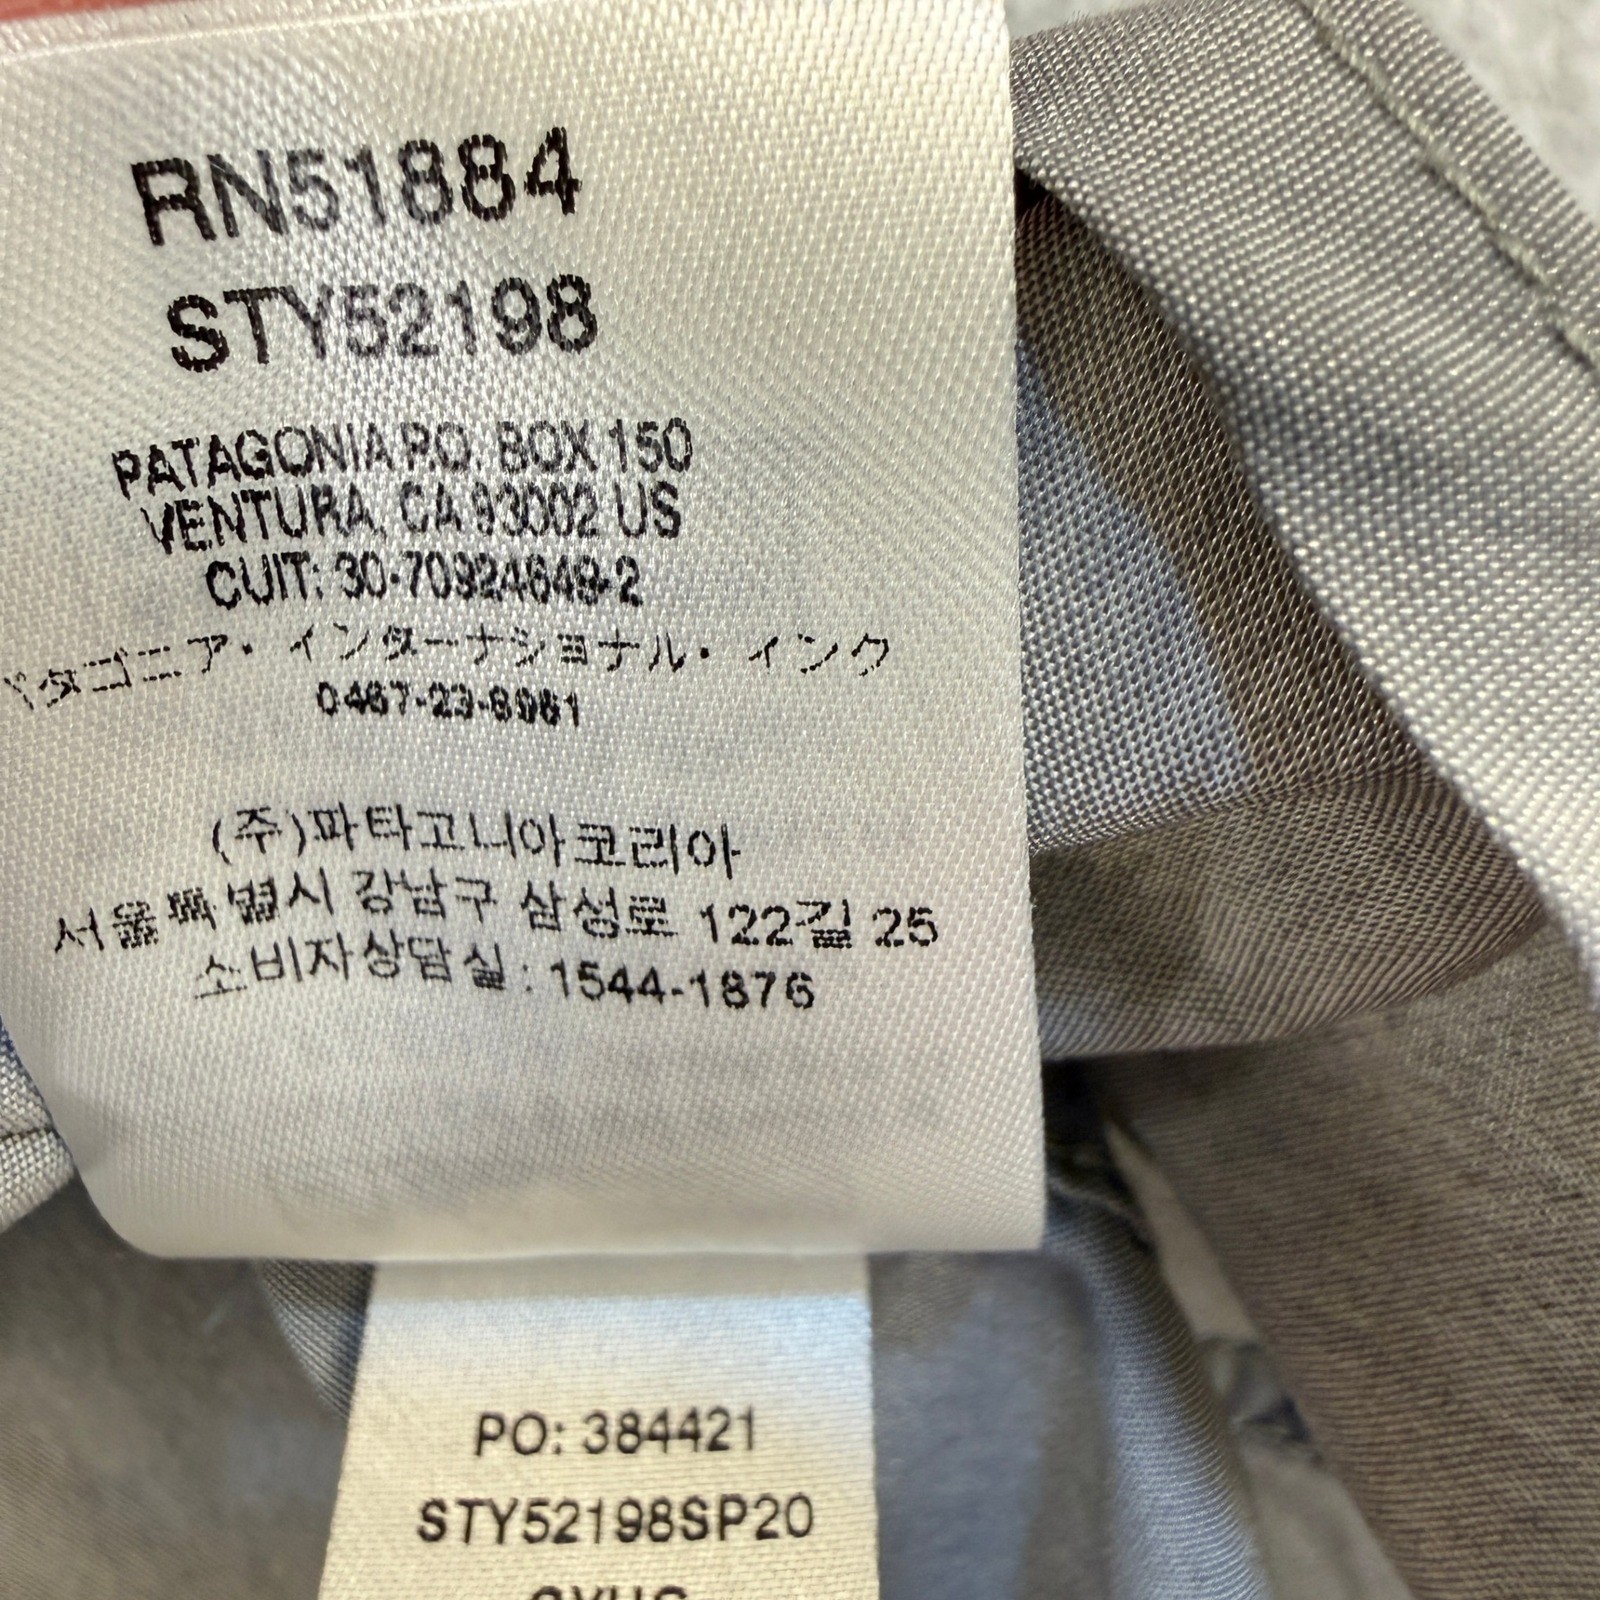 RN51884
STY52198
PATAGONIA P.O. BOX 150
VENTURA, CA 93002 US
CUIT: 30-70924649-2
パタゴニア・インターナショナル・インク
0467-23-8961
(주)파타고니아코리아
서울특별시 강남구 삼성로 122길 25
소비자상담실: 1544-1876
PO: 384421
STY52198SP20